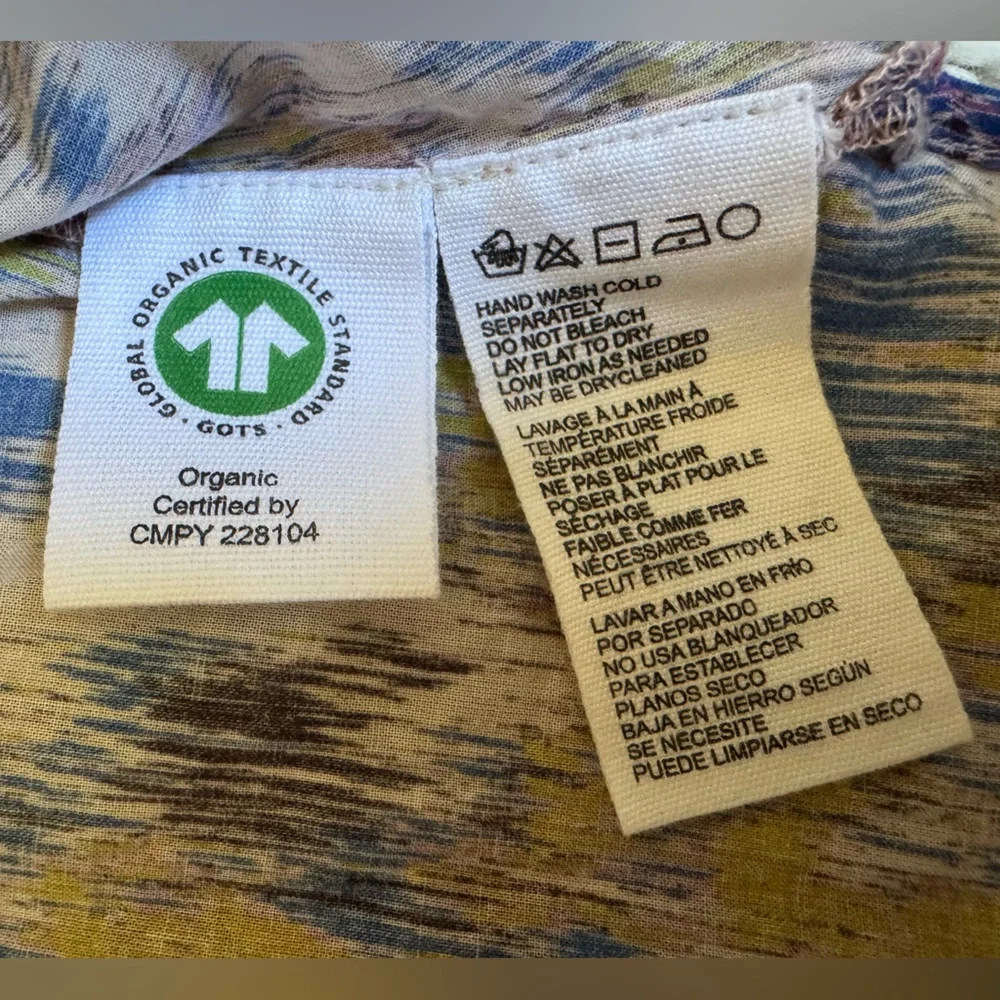 GLOBAL ORGANIC TEXTILE STANDARD
· GOTS ·
Organic
Certified by
CMPY 228104
HAND WASH COLD
SEPARATELY
DO NOT BLEACH
LAY FLAT TO DRY
LOW IRON AS NEEDED
MAY BE DRYCLEANED
LAVAGE À LA MAIN À
TEMPÉRATURE FROIDE
SÉPARÉMENT
NE PAS BLANCHIR
POSER À PLAT POUR LE
SÉCHAGE
FAIBLE COMME FER
NÉCESSAIRES
PEUT ÊTRE NETTOYÉ À SEC
LAVAR A MANO EN FRÍO
POR SEPARADO
NO USA BLANQUEADOR
PARA ESTABLECER
PLANOS SECO
BAJA EN HIERRO SEGÚN
SE NECESITE
PUEDE LIMPIARSE EN SECO